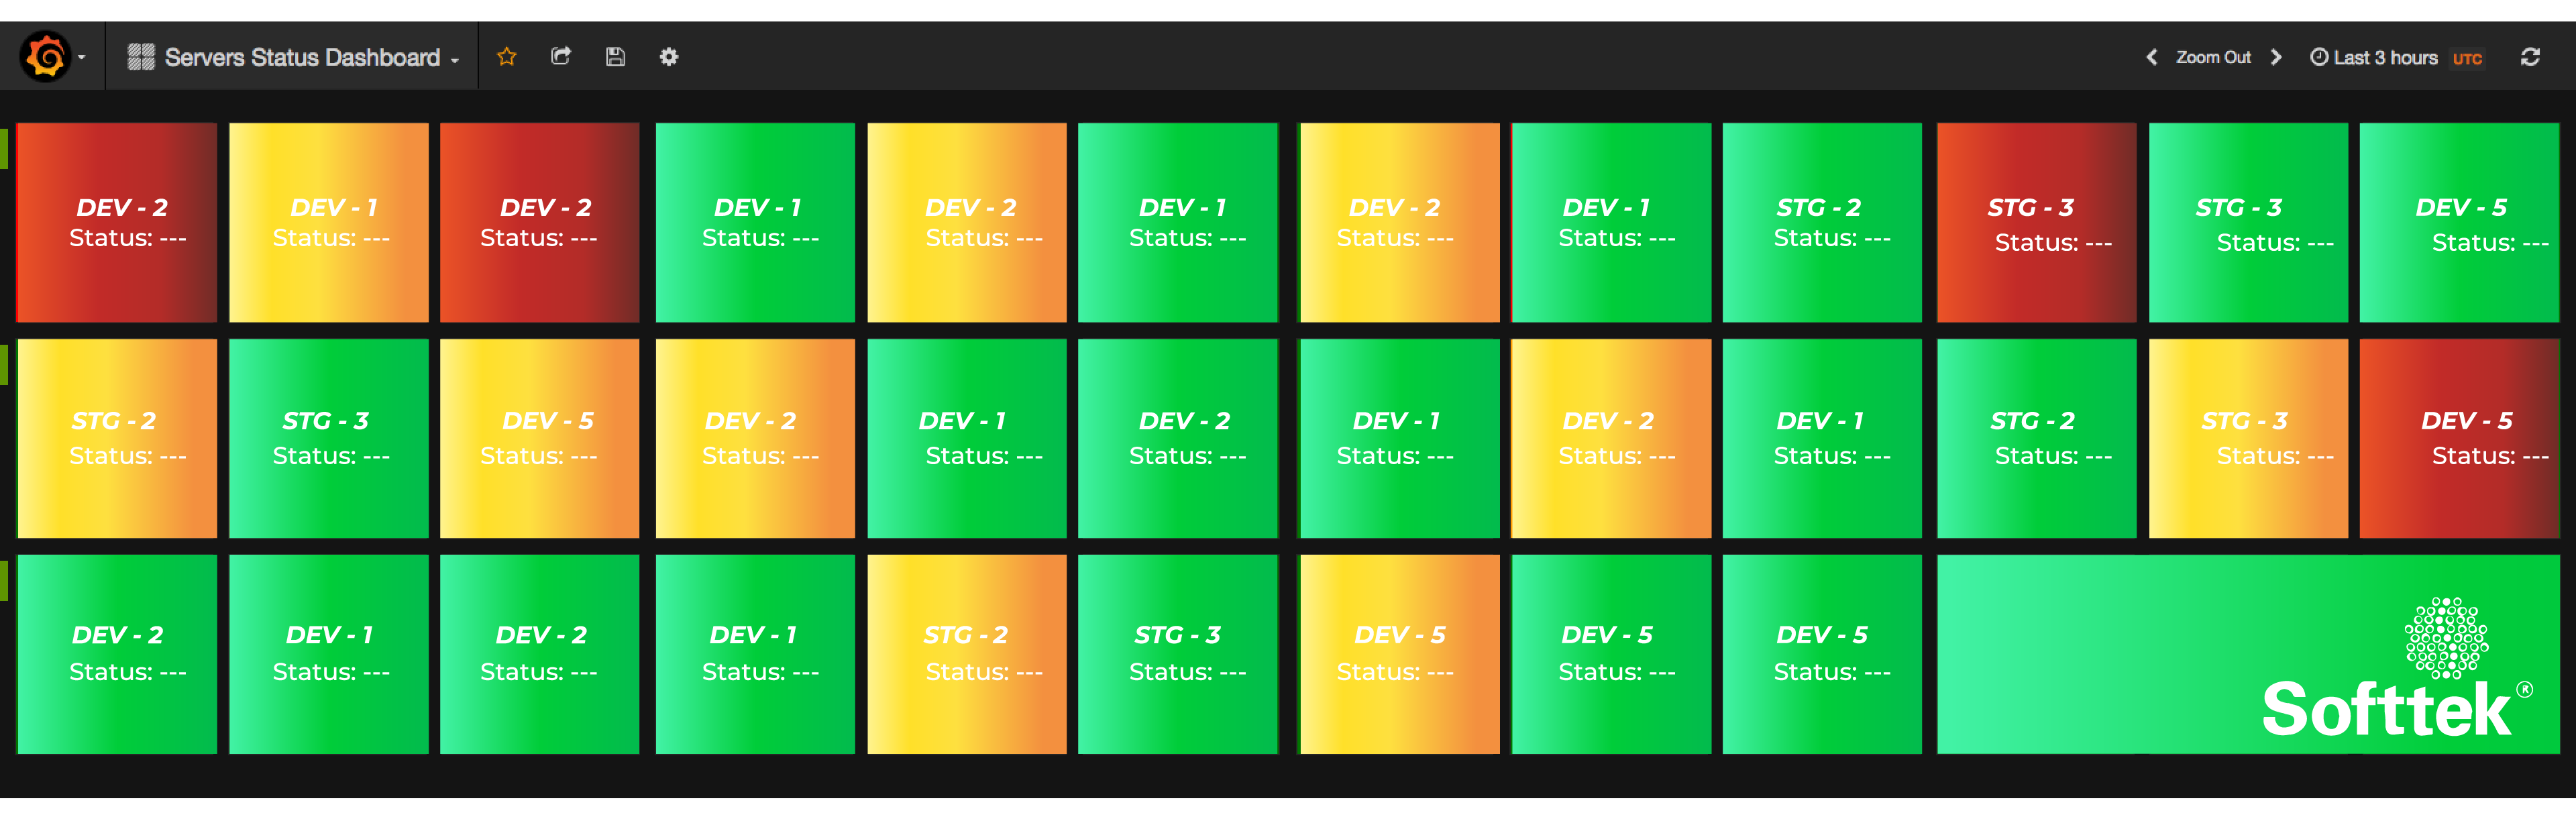 Servers Status Dashboard
Zoom Out
Last 3 hours UTC
DEV - 2
Status: ---
DEV - 1
Status: ---
DEV - 2
Status: ---
DEV - 1
Status: ---
DEV - 2
Status: ---
DEV - 1
Status: ---
DEV - 2
Status: ---
DEV - 1
Status: ---
STG - 2
Status: ---
STG - 3
Status: ---
STG - 3
Status: ---
DEV - 5
Status: ---
STG - 2
Status: ---
STG - 3
Status: ---
DEV - 5
Status: ---
DEV - 2
Status: ---
DEV - 1
Status: ---
DEV - 2
Status: ---
DEV - 1
Status: ---
DEV - 2
Status: ---
DEV - 1
Status: ---
STG - 2
Status: ---
STG - 3
Status: ---
DEV - 5
Status: ---
DEV - 2
Status: ---
DEV - 1
Status: ---
DEV - 2
Status: ---
DEV - 1
Status: ---
STG - 2
Status: ---
STG - 3
Status: ---
DEV - 5
Status: ---
DEV - 5
Status: ---
DEV - 5
Status: ---
Softtek®